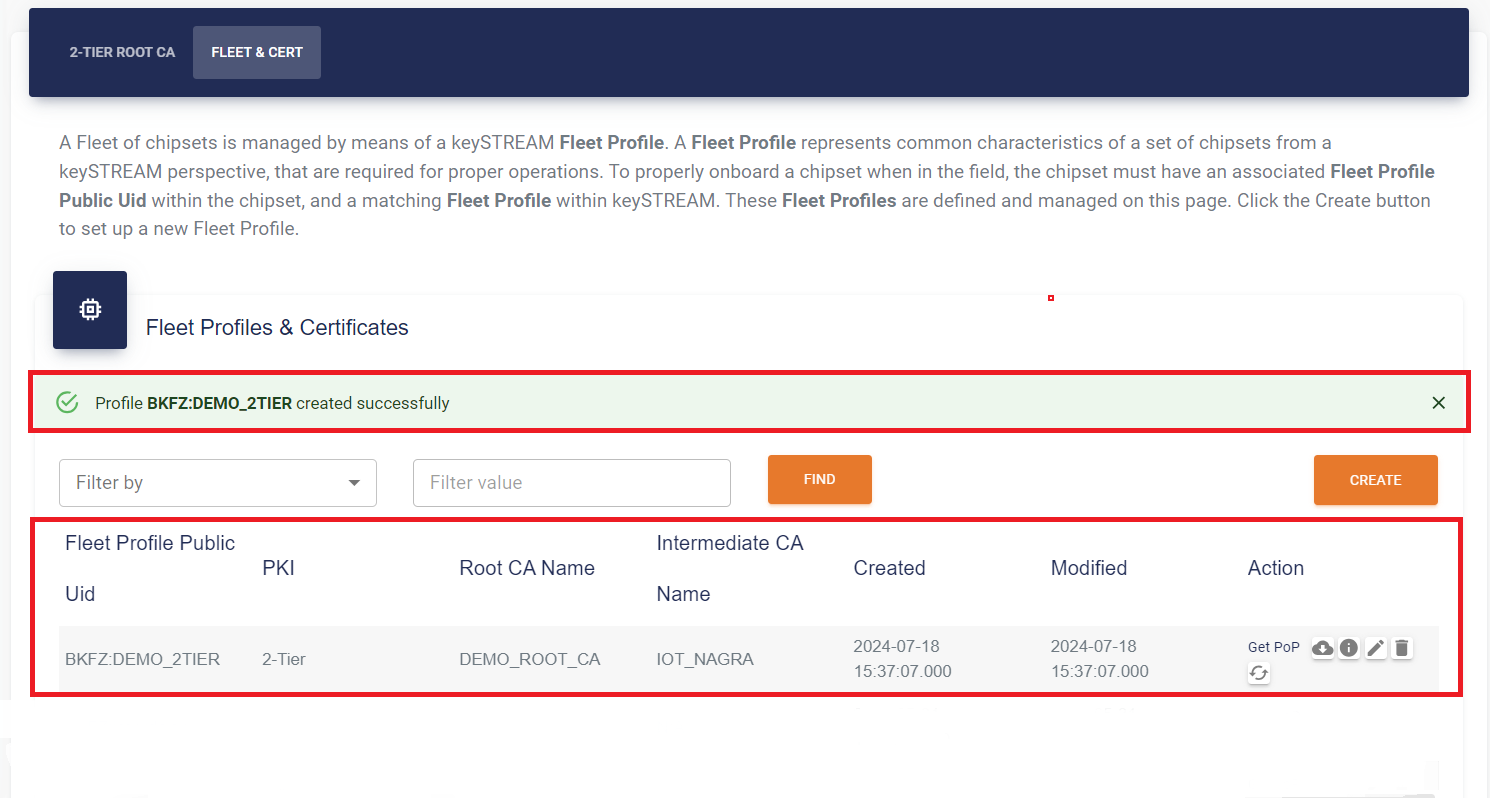 2-TIER ROOT CA
FLEET & CERT
A Fleet of chipsets is managed by means of a keySTREAM Fleet Profile. A Fleet Profile represents common characteristics of a set of chipsets from a
keySTREAM perspective, that are required for proper operations. To properly onboard a chipset when in the field, the chipset must have an associated Fleet Profile
Public Uid within the chipset, and a matching Fleet Profile within keySTREAM. These Fleet Profiles are defined and managed on this page. Click the Create button
to set up a new Fleet Profile.
Fleet Profiles & Certificates
Profile BKFZ:DEMO_2TIER created successfully
Filter by
Filter value
FIND
CREATE
Fleet Profile Public
Uid
PKI
Root CA Name
Intermediate CA
Name
Created
Modified
Action
BKFZ:DEMO_2TIER
2-Tier
DEMO_ROOT_CA
IOT_NAGRA
2024-07-18
15:37:07.000
2024-07-18
15:37:07.000
Get PoP